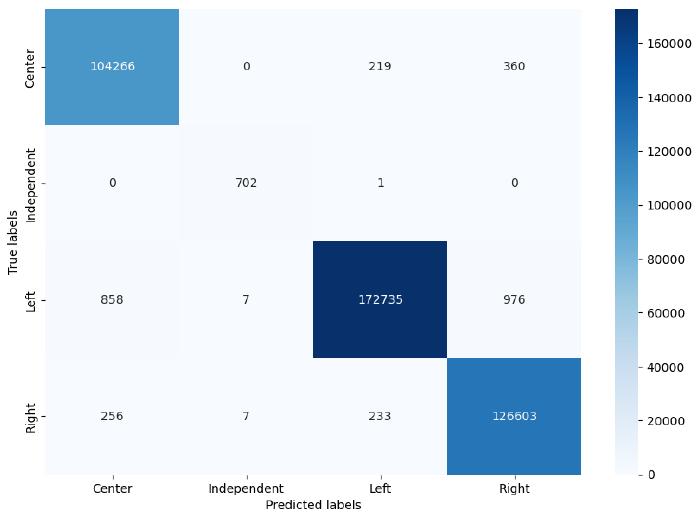 True labels
Center 104266 0 219 360
Independent 0 702 1 0
Left 858 7 172735 976
Right 256 7 233 126603
Center Independent Left Right
Predicted labels
160000
140000
120000
100000
80000
60000
40000
20000
0